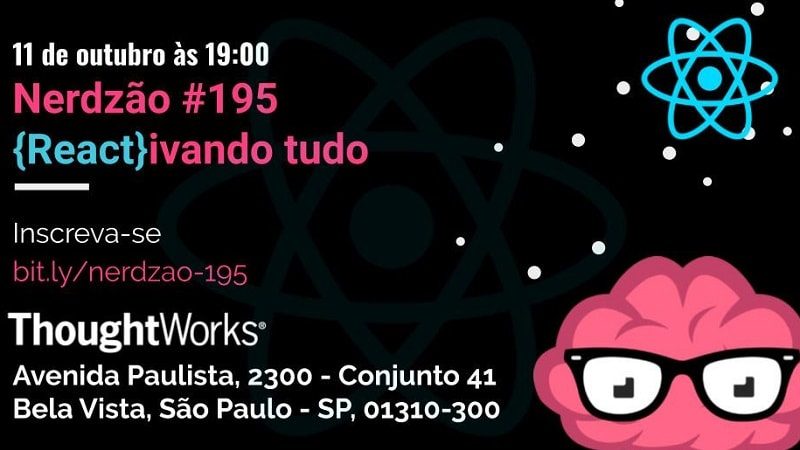 11 de outubro às 19:00
Nerdzão #195
{React}ivando tudo
Inscreva-se
bit.ly/nerdzao-195
ThoughtWorks®
Avenida Paulista, 2300 - Conjunto 41
Bela Vista, São Paulo - SP, 01310-300